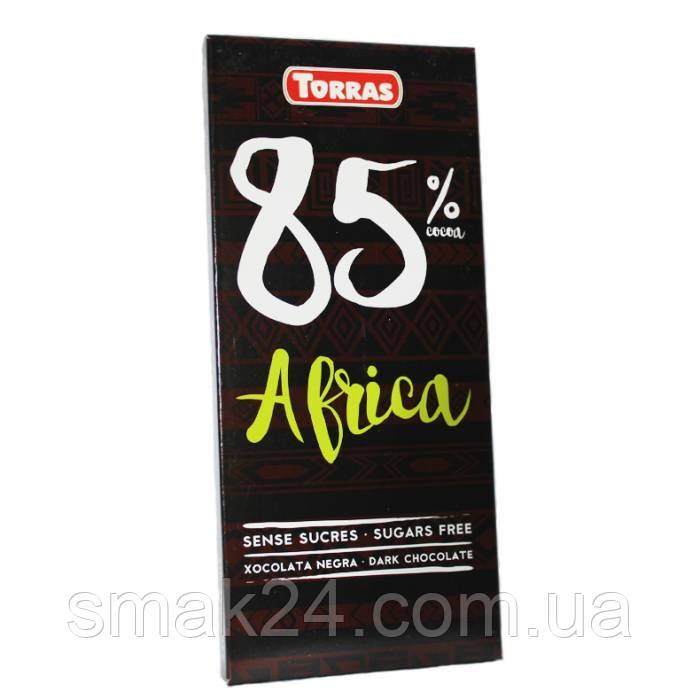 TORRAS
85%
cocoa
Africa
SENSE SUCRES · SUGARS FREE
XOCOLATA NEGRA · DARK CHOCOLATE
smak24.com.ua